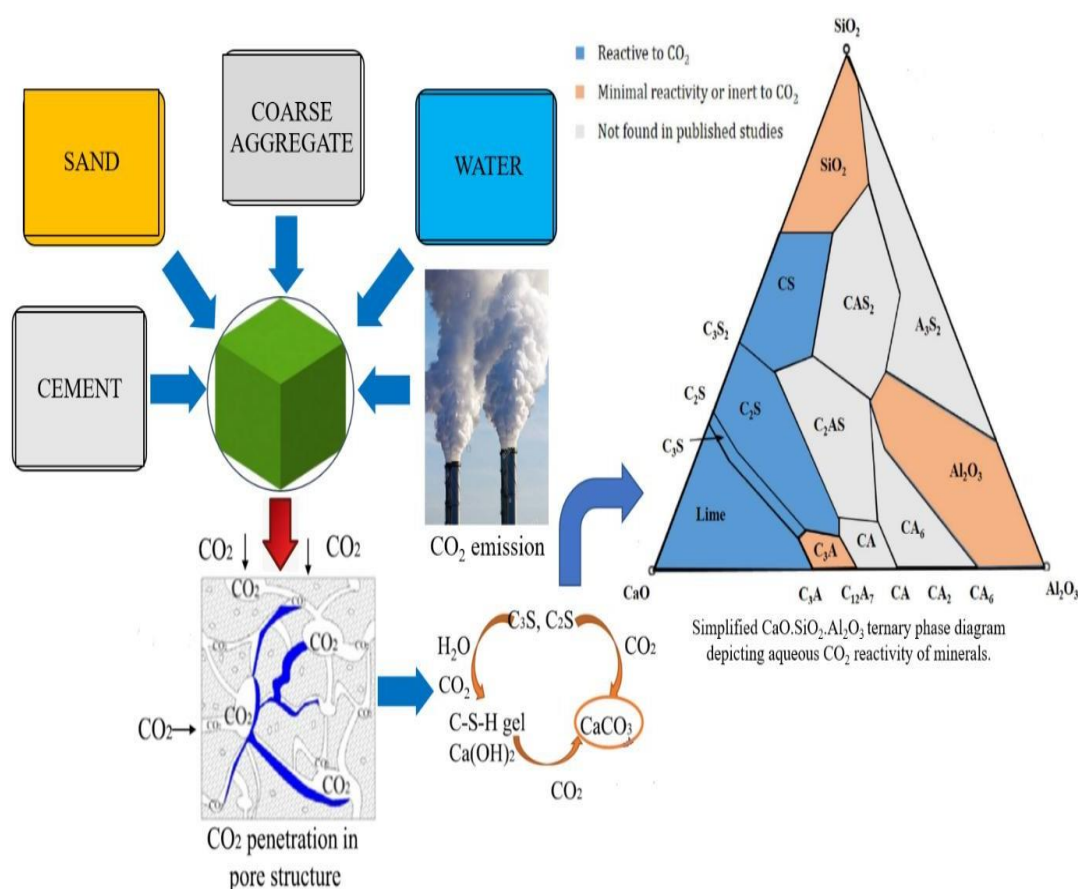 SAND
COARSE
AGGREGATE
WATER
CEMENT
CO₂ emission
CO₂
CO₂
CO₂
CO₂
CO₂
CO₂
CO₂
CO₂
CO₂
CO₂
CO₂
CO₂ penetration in
pore structure
C₃S, C₂S
H₂O
CO₂
CO₂
C-S-H gel
Ca(OH)₂
CaCO₃
CO₂
SiO₂
Reactive to CO₂
Minimal reactivity or inert to CO₂
Not found in published studies
SiO₂
CS
CAS₂
A₃S₂
C₃S₂
C₂S
C₂S
C₃S
C₂AS
Al₂O₃
Lime
C₃A
CA
CA₆
CaO
C₃A
C₁₂A₇
CA
CA₂
CA₆
Al₂O₃
Simplified CaO.SiO₂.Al₂O₃ ternary phase diagram
depicting aqueous CO₂ reactivity of minerals.